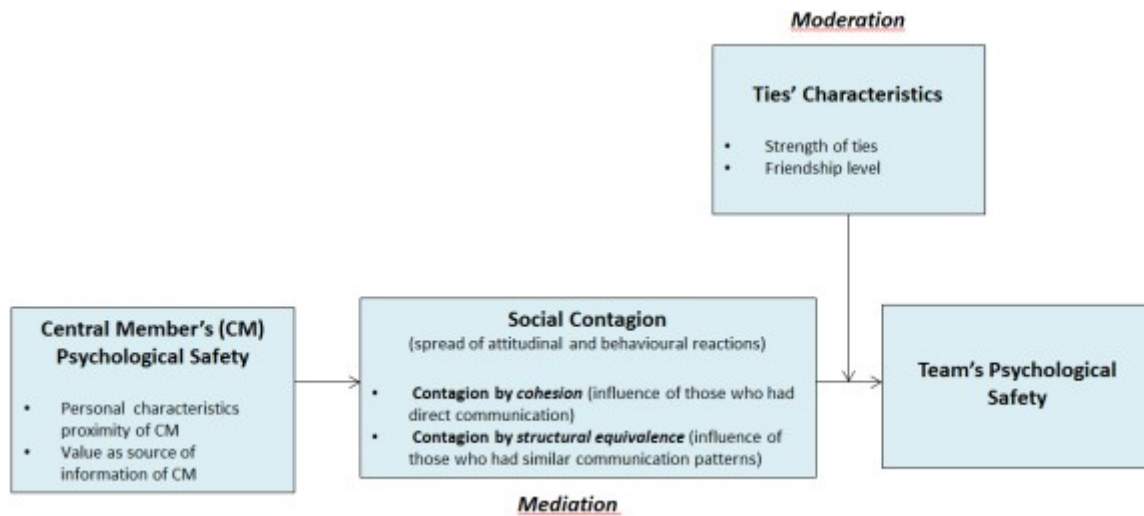 Moderation
Ties' Characteristics
• Strength of ties
• Friendship level
Central Member's (CM)
Psychological Safety
• Personal characteristics
proximity of CM
• Value as source of
information of CM
Social Contagion
(spread of attitudinal and behavioural reactions)
• Contagion by cohesion (influence of those who had
direct communication)
• Contagion by structural equivalence (influence of
those who had similar communication patterns)
Team's Psychological
Safety
Mediation